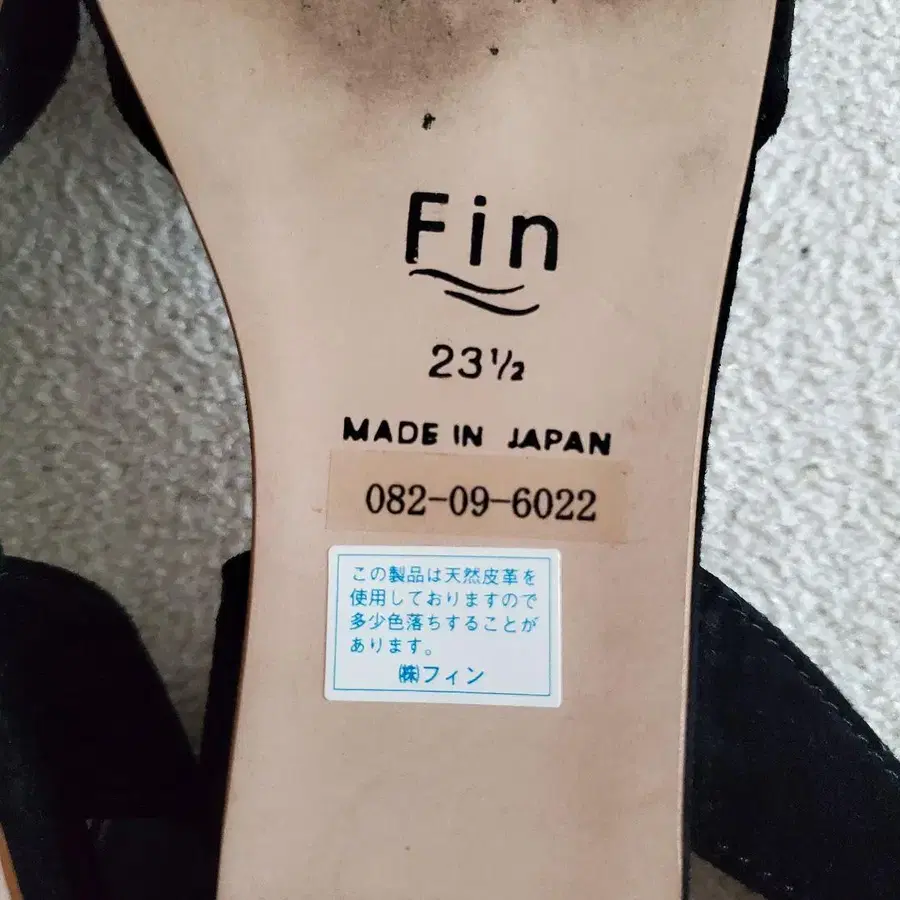 Fin
23½
MADE IN JAPAN
082-09-6022
この製品は天然皮革を
使用しておりますので
多少色落ちすることが
あります。
㈱フィン